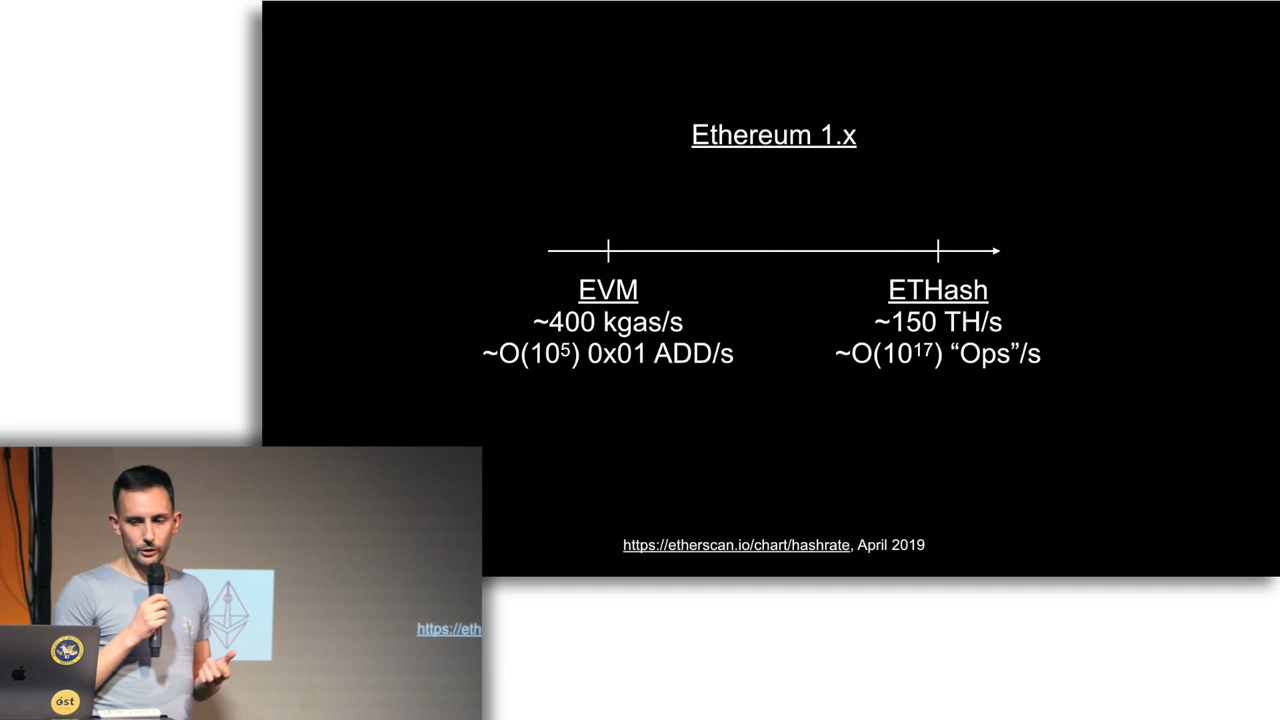 Ethereum 1.x
EVM
~400 kgas/s
~O(10⁵) 0x01 ADD/s
ETHash
~150 TH/s
~O(10¹⁷) “Ops”/s
https://etherscan.io/chart/hashrate, April 2019
https://eth
ost